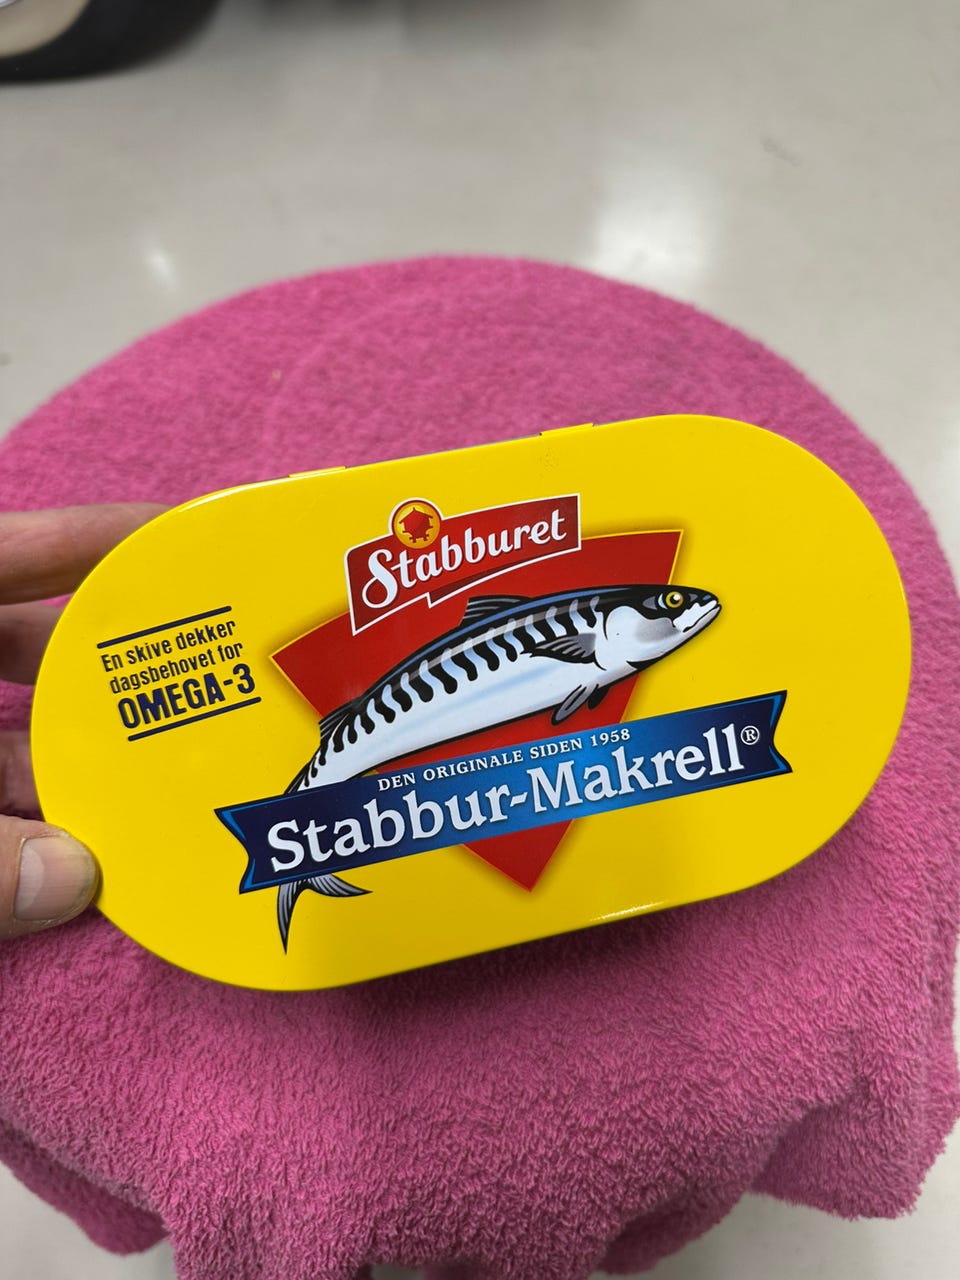 Stabburet
En skive dekker
dagsbehovet for
OMEGA-3
DEN ORIGINALE SIDEN 1958
Stabbur-Makrell®